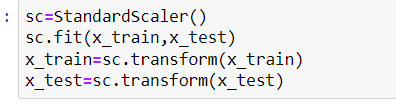 : sc=StandardScaler()
sc.fit(x_train,x_test)
x_train=sc.transform(x_train)
x_test=sc.transform(x_test)